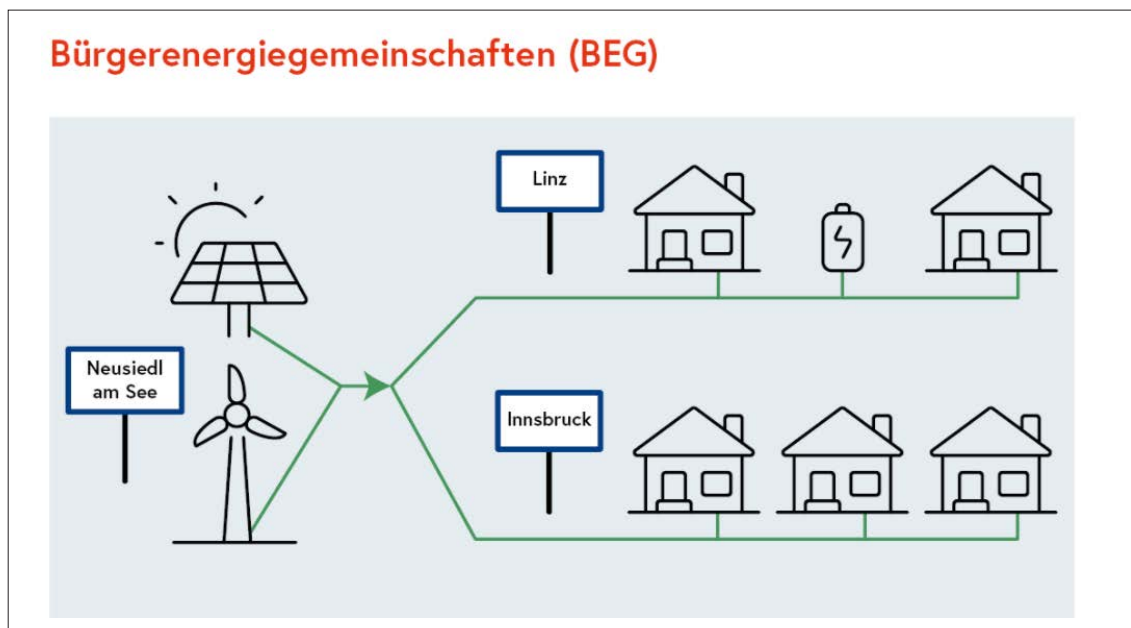 Bürgerenergiegemeinschaften (BEG)
Linz
Neusiedl
am See
Innsbruck